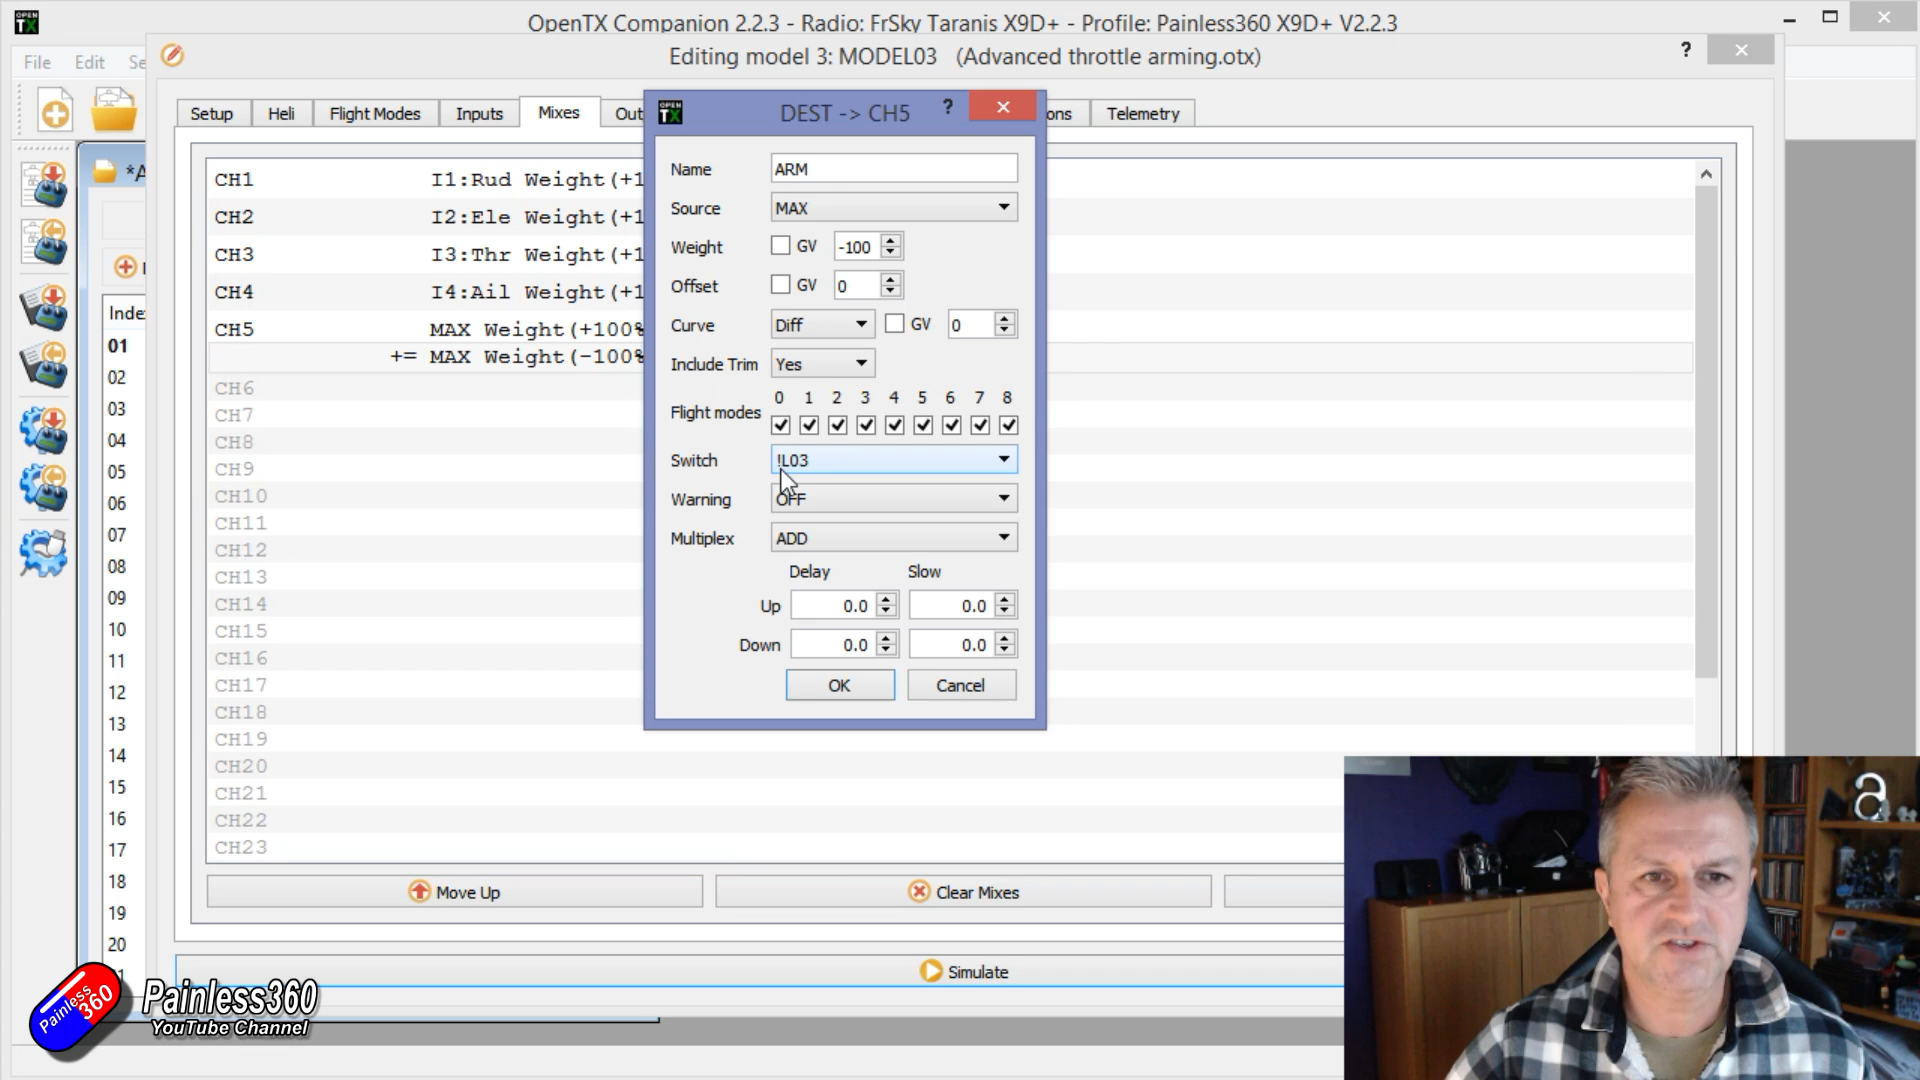 OPEN TX
OpenTX Companion 2.2.3 - Radio: FrSky Taranis X9D+ - Profile: Painless360 X9D+ V2.2.3
File Edit
Editing model 3: MODEL03 (Advanced throttle arming.otx) ?
Setup Heli Flight Modes Inputs Mixes Out ons Telemetry
OPEN TX DEST -> CH5 ?
Name ARM
Source MAX
Weight GV -100
Offset GV 0
Curve Diff GV 0
Include Trim Yes
0 1 2 3 4 5 6 7 8
Flight modes
Switch !L03
Warning OFF
Multiplex ADD
Delay Slow
Up 0.0 0.0
Down 0.0 0.0
OK Cancel
CH1 I1:Rud Weight(+1
CH2 I2:Ele Weight(+1
CH3 I3:Thr Weight(+1
CH4 I4:Ail Weight(+1
CH5 MAX Weight(+100%
+= MAX Weight(-100%
CH6
CH7
CH8
CH9
CH10
CH11
CH12
CH13
CH14
CH15
CH16
CH17
CH18
CH19
CH20
CH21
CH22
CH23
*A
Inde
01
02
03
04
05
06
07
08
09
10
11
12
13
14
15
16
17
18
19
20
Move Up Clear Mixes
Simulate
Painless 360
Painless360
YouTube Channel
a